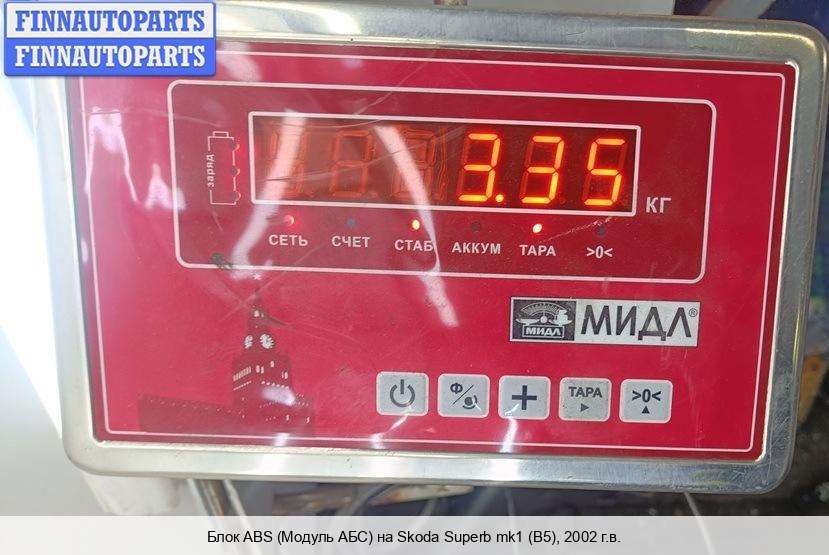 FINNAUTOPARTS
FINNAUTOPARTS
заряд
3.35
КГ
СЕТЬ СЧЕТ СТАБ АККУМ ТАРА >0<
МИДЛ МИДЛ®
Ф/ + ТАРА >0<
Блок ABS (Модуль АБС) на Skoda Superb mk1 (B5), 2002 г.в.